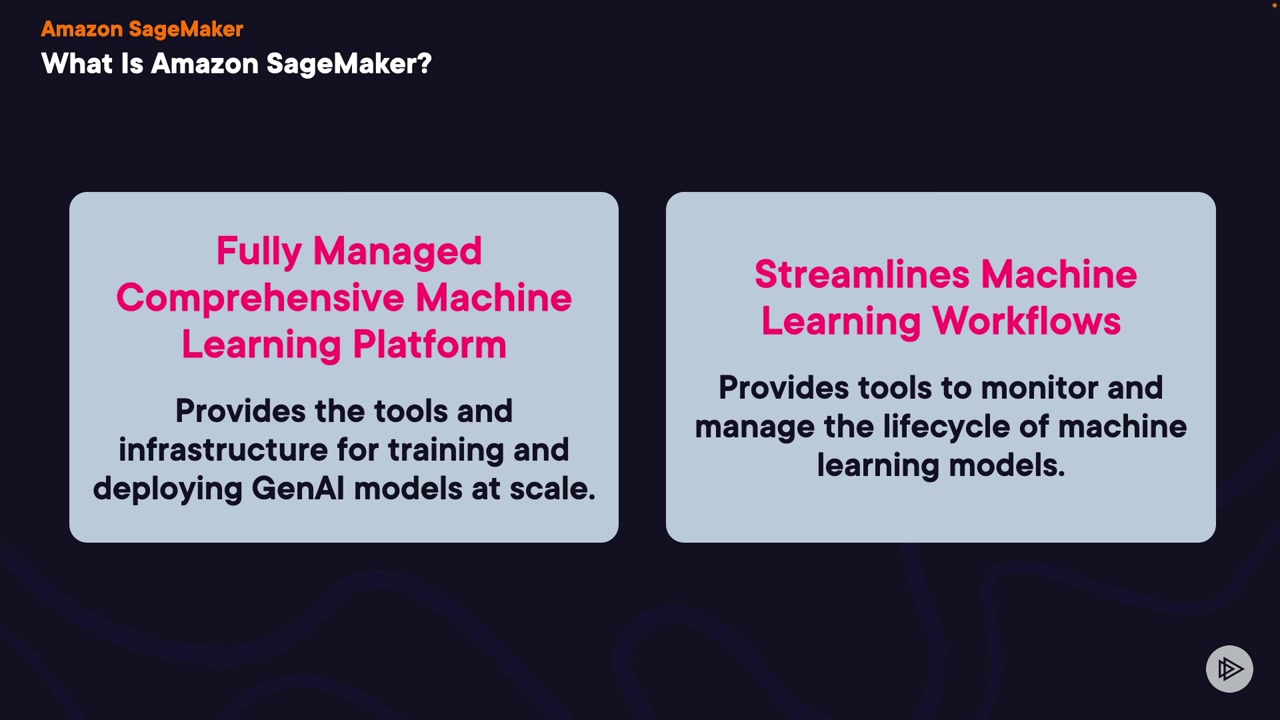 Amazon SageMaker
What Is Amazon SageMaker?
Fully Managed
Comprehensive Machine
Learning Platform
Provides the tools and
infrastructure for training and
deploying GenAI models at scale.
Streamlines Machine
Learning Workflows
Provides tools to monitor and
manage the lifecycle of machine
learning models.